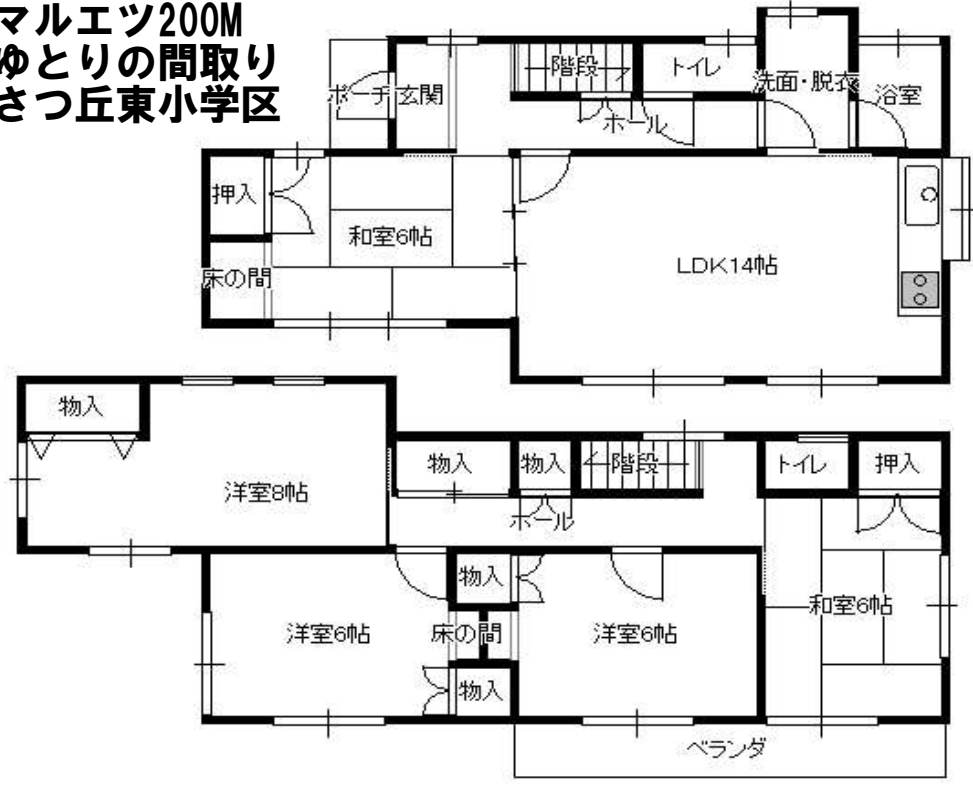 マルエツ200M
ゆとりの間取り
さつ丘東小学区
階段
トイレ
洗面・脱衣
浴室
ポーチ
玄関
ホール
押入
和室6帖
床の間
LDK14帖
物入
洋室8帖
物入
物入
階段
トイレ
押入
ホール
物入
洋室6帖
床の間
洋室6帖
和室6帖
物入
ベランダ